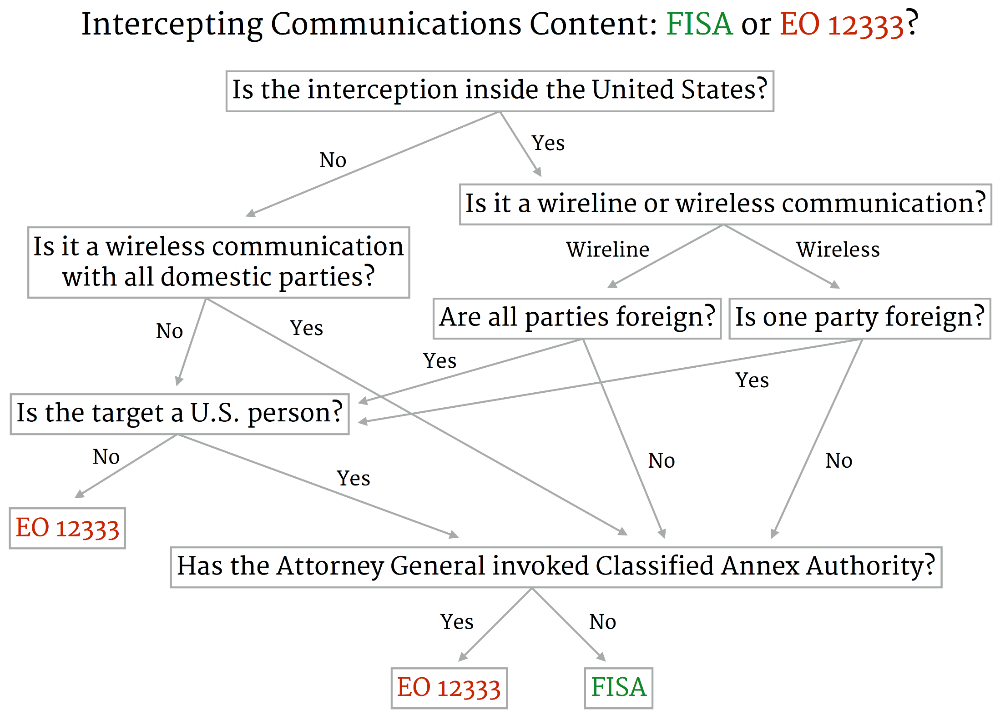 Intercepting Communications Content: FISA or EO 12333?
Is the interception inside the United States?
Yes
No
Is it a wireline or wireless communication?
Is it a wireless communication
with all domestic parties?
Wireline
Wireless
Are all parties foreign?
Is one party foreign?
No
Yes
Yes
Yes
Is the target a U.S. person?
No
Yes
No
No
EO 12333
Has the Attorney General invoked Classified Annex Authority?
Yes
No
EO 12333
FISA